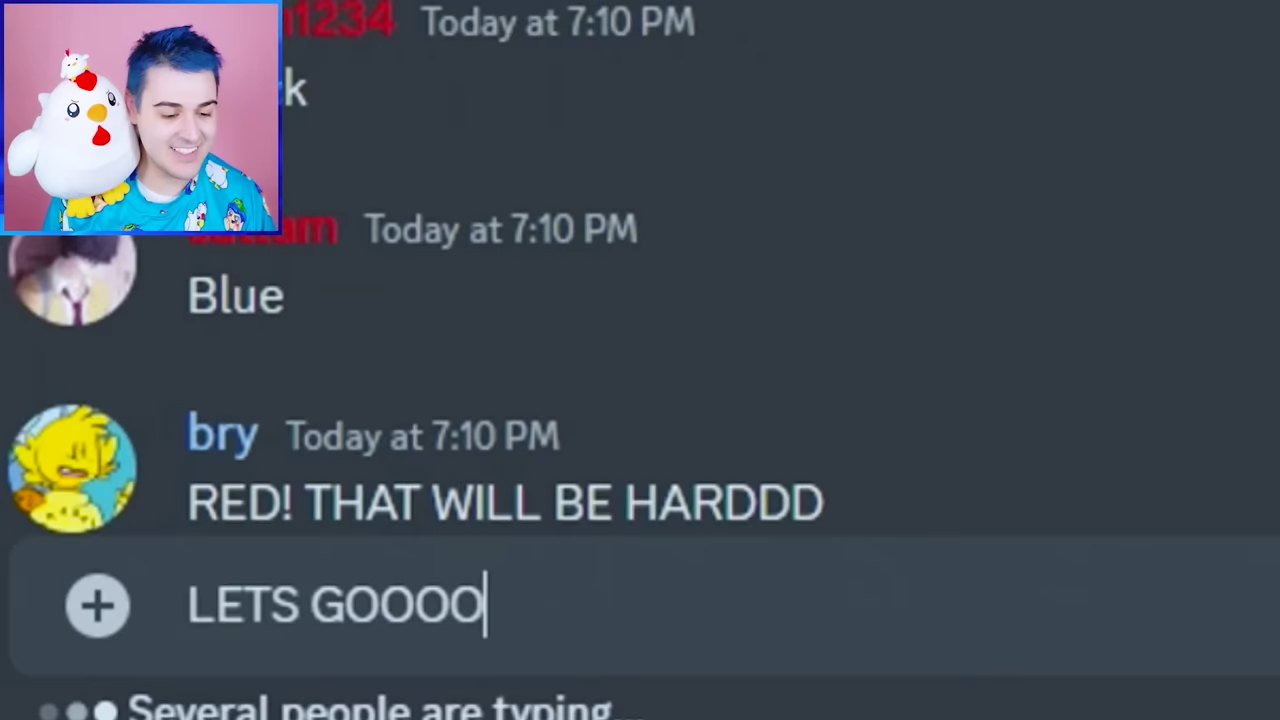 1234 Today at 7:10 PM
k
Today at 7:10 PM
Blue
bry Today at 7:10 PM
RED! THAT WILL BE HARDDD
LETS GOOOO
Several people are typing...